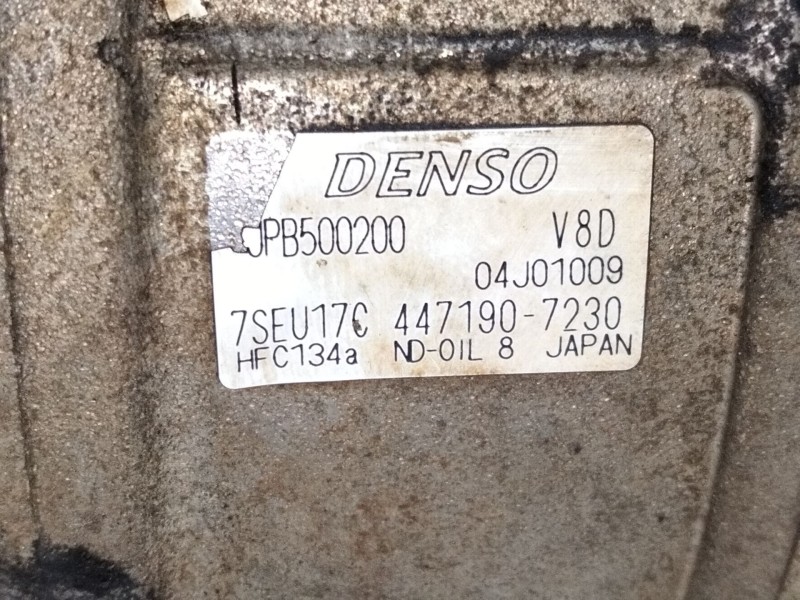 DENSO
JPB500200 V8D
04J01009
7SEU17C 447190-7230
HFC134a ND-OIL 8 JAPAN